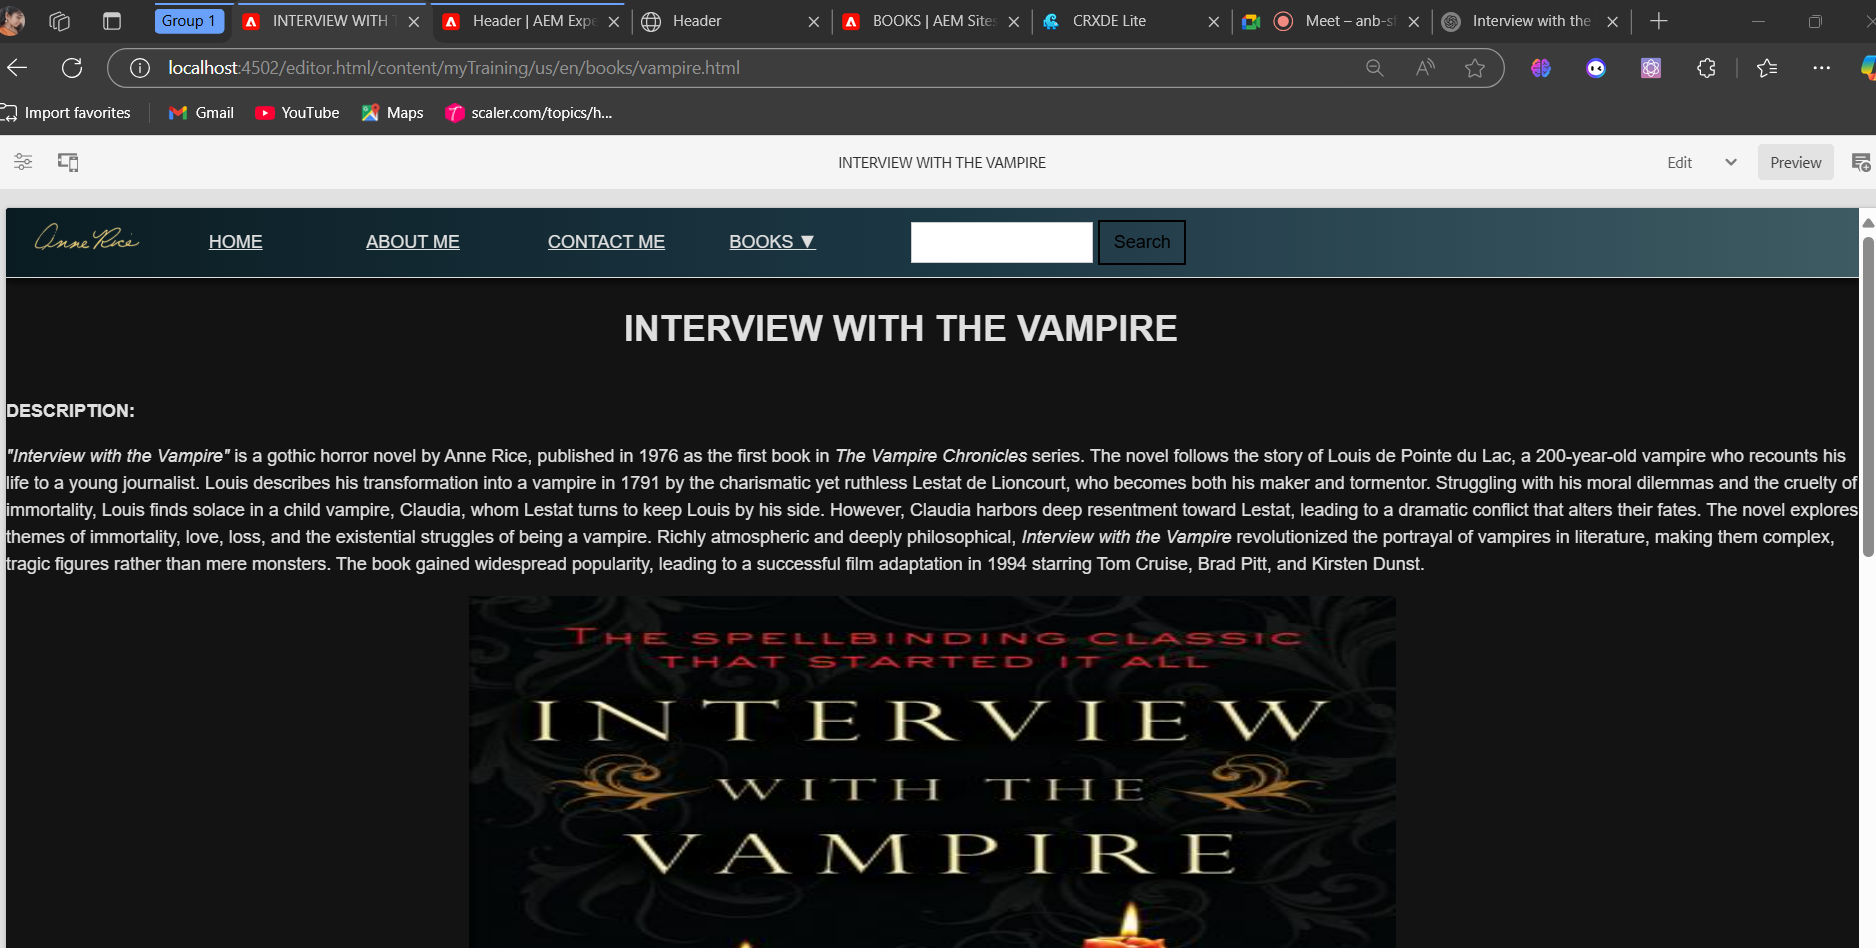 Group 1
INTERVIEW WITH T
Header | AEM Expe
Header
BOOKS | AEM Sites
CRXDE Lite
Meet – anb-sf
Interview with the
localhost:4502/editor.html/content/myTraining/us/en/books/vampire.html
Import favorites
Gmail
YouTube
Maps
scaler.com/topics/h...
INTERVIEW WITH THE VAMPIRE
Edit
Preview
Anne Rice
HOME
ABOUT ME
CONTACT ME
BOOKS ▼
Search
INTERVIEW WITH THE VAMPIRE
DESCRIPTION:
"Interview with the Vampire" is a gothic horror novel by Anne Rice, published in 1976 as the first book in The Vampire Chronicles series. The novel follows the story of Louis de Pointe du Lac, a 200-year-old vampire who recounts his
life to a young journalist. Louis describes his transformation into a vampire in 1791 by the charismatic yet ruthless Lestat de Lioncourt, who becomes both his maker and tormentor. Struggling with his moral dilemmas and the cruelty of
immortality, Louis finds solace in a child vampire, Claudia, whom Lestat turns to keep Louis by his side. However, Claudia harbors deep resentment toward Lestat, leading to a dramatic conflict that alters their fates. The novel explores
themes of immortality, love, loss, and the existential struggles of being a vampire. Richly atmospheric and deeply philosophical, Interview with the Vampire revolutionized the portrayal of vampires in literature, making them complex,
tragic figures rather than mere monsters. The book gained widespread popularity, leading to a successful film adaptation in 1994 starring Tom Cruise, Brad Pitt, and Kirsten Dunst.
THE SPELLBINDING CLASSIC
THAT STARTED IT ALL
INTERVIEW
WITH THE
VAMPIRE